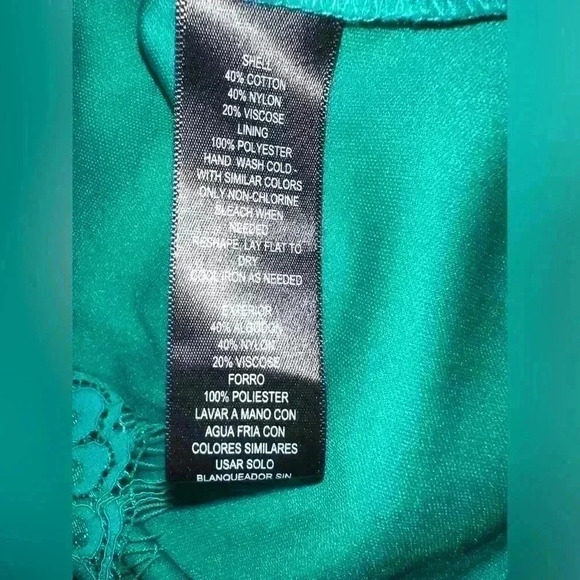 SHELL
40% COTTON
40% NYLON
20% VISCOSE
LINING
100% POLYESTER
HAND WASH COLD -
WITH SIMILAR COLORS
ONLY NON-CHLORINE
BLEACH WHEN
NEEDED
RESHAPE, LAY FLAT TO
DRY
COOL IRON AS NEEDED
EXTERIOR
40% ALGODON
40% NYLON
20% VISCOSE
FORRO
100% POLIESTER
LAVAR A MANO CON
AGUA FRIA CON
COLORES SIMILARES
USAR SOLO
BLANQUEADOR SIN